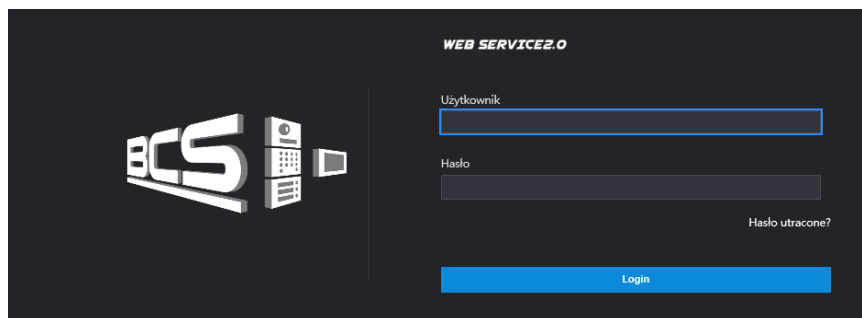 WEB SERVICE2.0
Użytkownik
BCS
Hasło
Hasło utracone?
Login